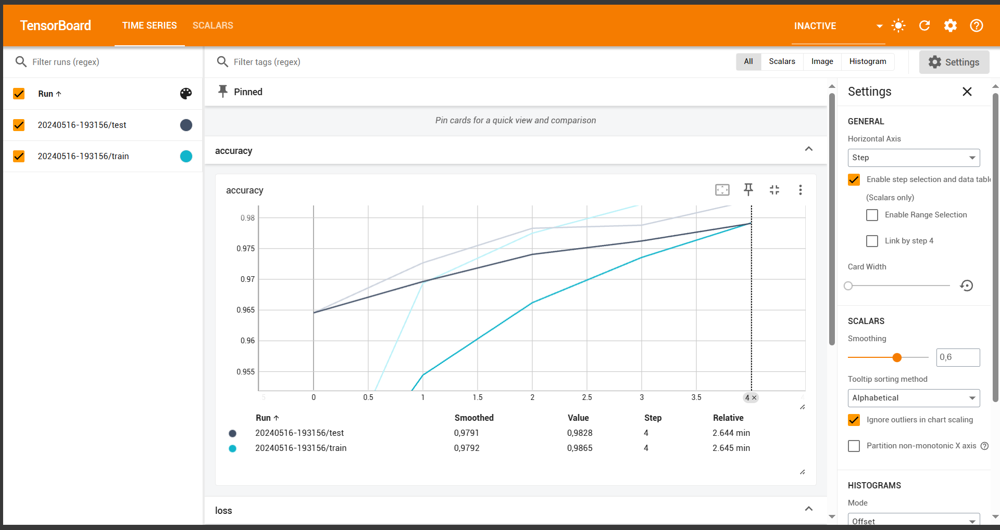 TensorBoard TIME SERIES SCALARS INACTIVE
Filter runs (regex)
Run
20240516-193156/test
20240516-193156/train
Filter tags (regex) All Scalars Image Histogram Settings
Pinned
Pin cards for a quick view and comparison
accuracy
accuracy
0.98
0.975
0.97
0.965
0.96
0.955
5 0 0.5 1 1.5 2 2.5 3 3.5 4 4
Run Smoothed Value Step Relative
20240516-193156/test 0,9791 0,9828 4 2.644 min
20240516-193156/train 0,9792 0,9865 4 2.645 min
loss
Settings
GENERAL
Horizontal Axis
Step
Enable step selection and data table
(Scalars only)
Enable Range Selection
Link by step 4
Card Width
SCALARS
Smoothing
0,6
Tooltip sorting method
Alphabetical
Ignore outliers in chart scaling
Partition non-monotonic X axis
HISTOGRAMS
Mode
Offset